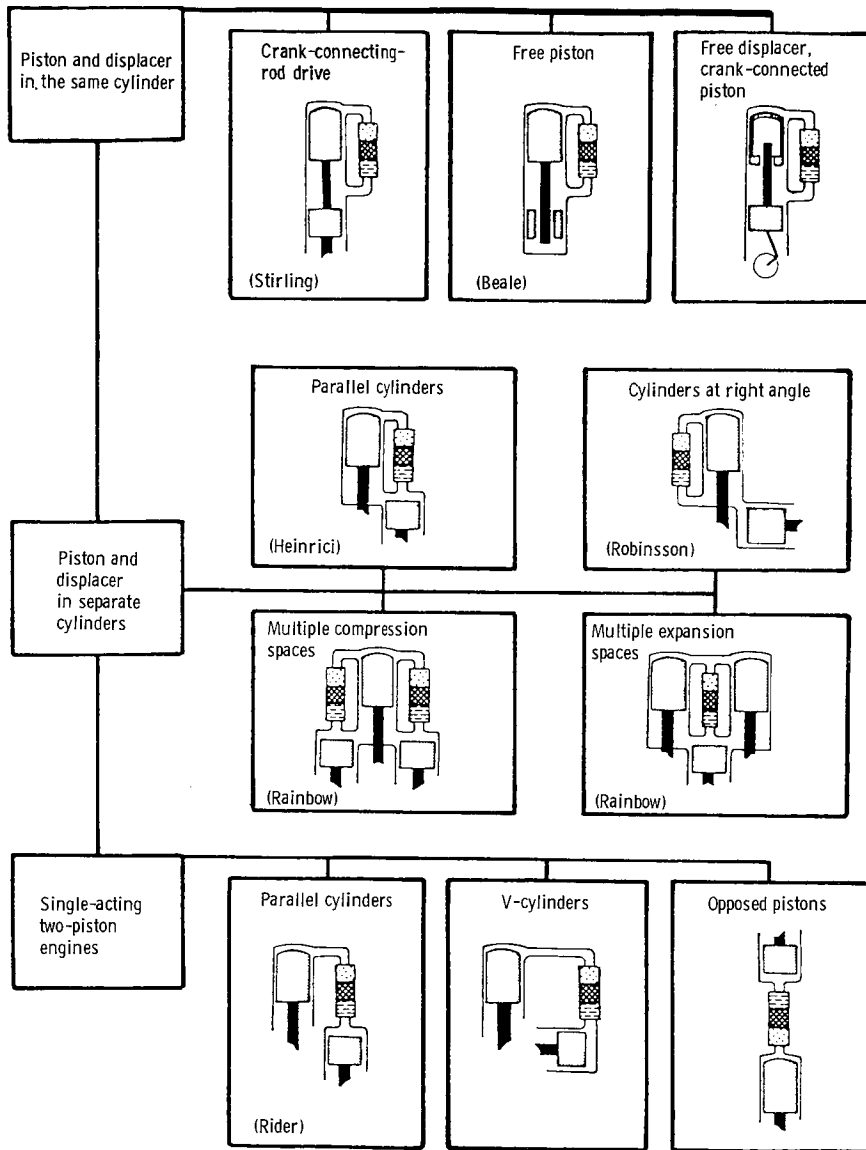 Piston and displacer
in the same cylinder
Crank-connecting-
rod drive
(Stirling)
Free piston
(Beale)
Free displacer,
crank-connected
piston
Piston and
displacer
in separate
cylinders
Parallel cylinders
(Heinrici)
Cylinders at right angle
(Robinsson)
Multiple compression
spaces
(Rainbow)
Multiple expansion
spaces
(Rainbow)
Single-acting
two-piston
engines
Parallel cylinders
(Rider)
V-cylinders
Opposed pistons